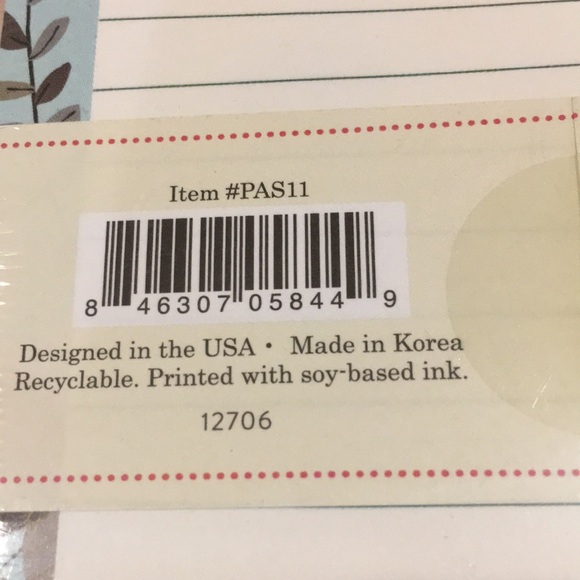 Item #PAS11
8 46307 05844 9
Designed in the USA • Made in Korea
Recyclable. Printed with soy-based ink.
12706